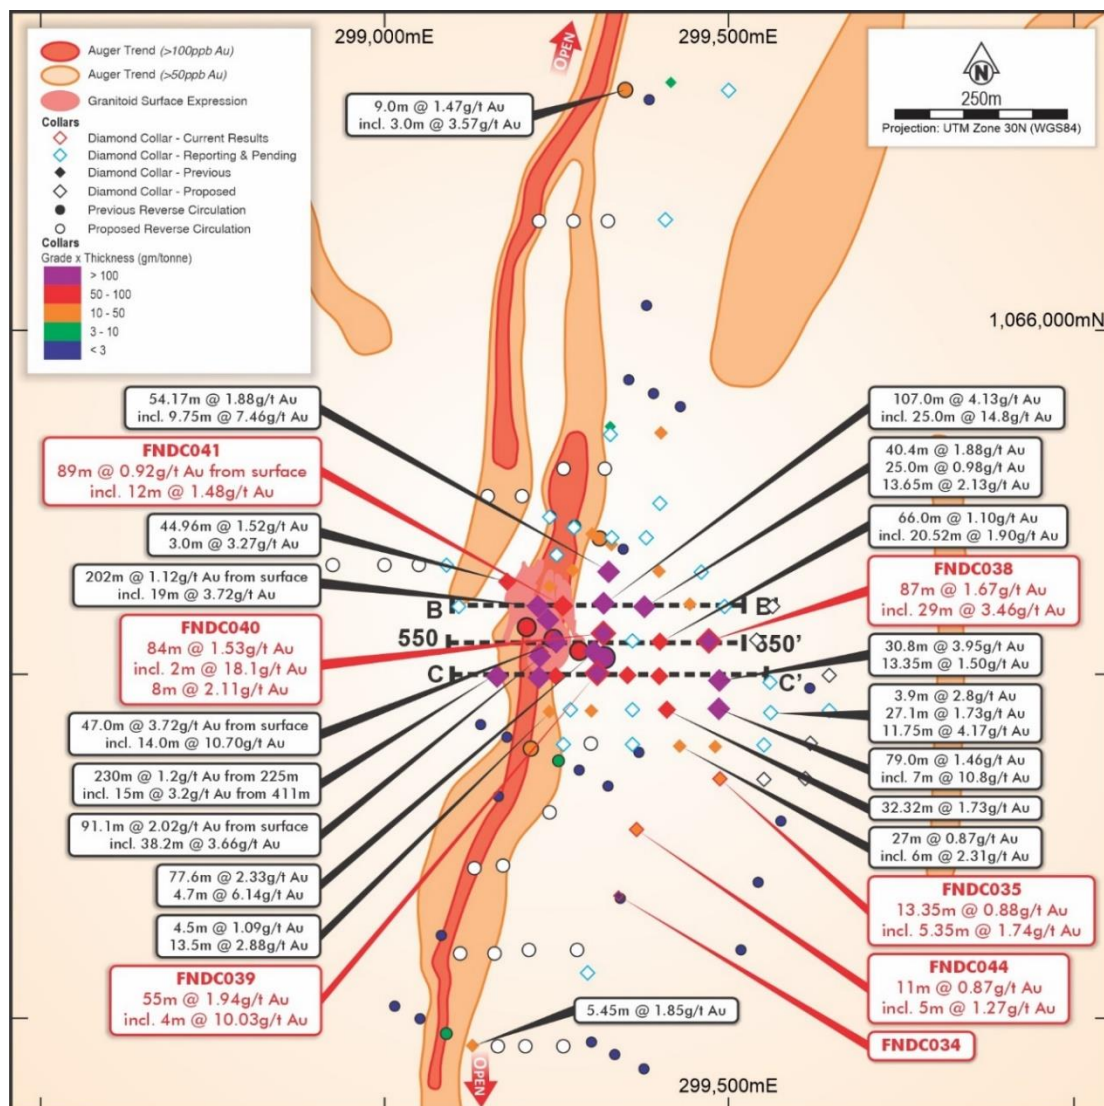 299,000mE
299,500mE
OPEN
Auger Trend (>100ppb Au)
Auger Trend (>50ppb Au)
Granitoid Surface Expression
Collars
Diamond Collar - Current Results
Diamond Collar - Reporting & Pending
Diamond Collar - Previous
Diamond Collar - Proposed
Previous Reverse Circulation
Proposed Reverse Circulation
Collars
Grade x Thickness (gm/tonne)
> 100
50 - 100
10 - 50
3 - 10
< 3
N
250m
Projection: UTM Zone 30N (WGS84)
9.0m @ 1.47g/t Au
incl. 3.0m @ 3.57g/t Au
1,066,000mN
54.17m @ 1.88g/t Au
incl. 9.75m @ 7.46g/t Au
FNDC041
89m @ 0.92g/t Au from surface
incl. 12m @ 1.48g/t Au
44.96m @ 1.52g/t Au
3.0m @ 3.27g/t Au
202m @ 1.12g/t Au from surface
incl. 19m @ 3.72g/t Au
FNDC040
84m @ 1.53g/t Au
incl. 2m @ 18.1g/t Au
8m @ 2.11g/t Au
47.0m @ 3.72g/t Au from surface
incl. 14.0m @ 10.70g/t Au
230m @ 1.2g/t Au from 225m
incl. 15m @ 3.2g/t Au from 411m
91.1m @ 2.02g/t Au from surface
incl. 38.2m @ 3.66g/t Au
77.6m @ 2.33g/t Au
4.7m @ 6.14g/t Au
4.5m @ 1.09g/t Au
13.5m @ 2.88g/t Au
FNDC039
55m @ 1.94g/t Au
incl. 4m @ 10.03g/t Au
B
B'
550
350'
C
C'
107.0m @ 4.13g/t Au
incl. 25.0m @ 14.8g/t Au
40.4m @ 1.88g/t Au
25.0m @ 0.98g/t Au
13.65m @ 2.13g/t Au
66.0m @ 1.10g/t Au
incl. 20.52m @ 1.90g/t Au
FNDC038
87m @ 1.67g/t Au
incl. 29m @ 3.46g/t Au
30.8m @ 3.95g/t Au
13.35m @ 1.50g/t Au
3.9m @ 2.8g/t Au
27.1m @ 1.73g/t Au
11.75m @ 4.17g/t Au
79.0m @ 1.46g/t Au
incl. 7m @ 10.8g/t Au
32.32m @ 1.73g/t Au
27m @ 0.87g/t Au
incl. 6m @ 2.31g/t Au
FNDC035
13.35m @ 0.88g/t Au
incl. 5.35m @ 1.74g/t Au
FNDC044
11m @ 0.87g/t Au
incl. 5m @ 1.27g/t Au
FNDC034
5.45m @ 1.85g/t Au
OPEN
299,500mE